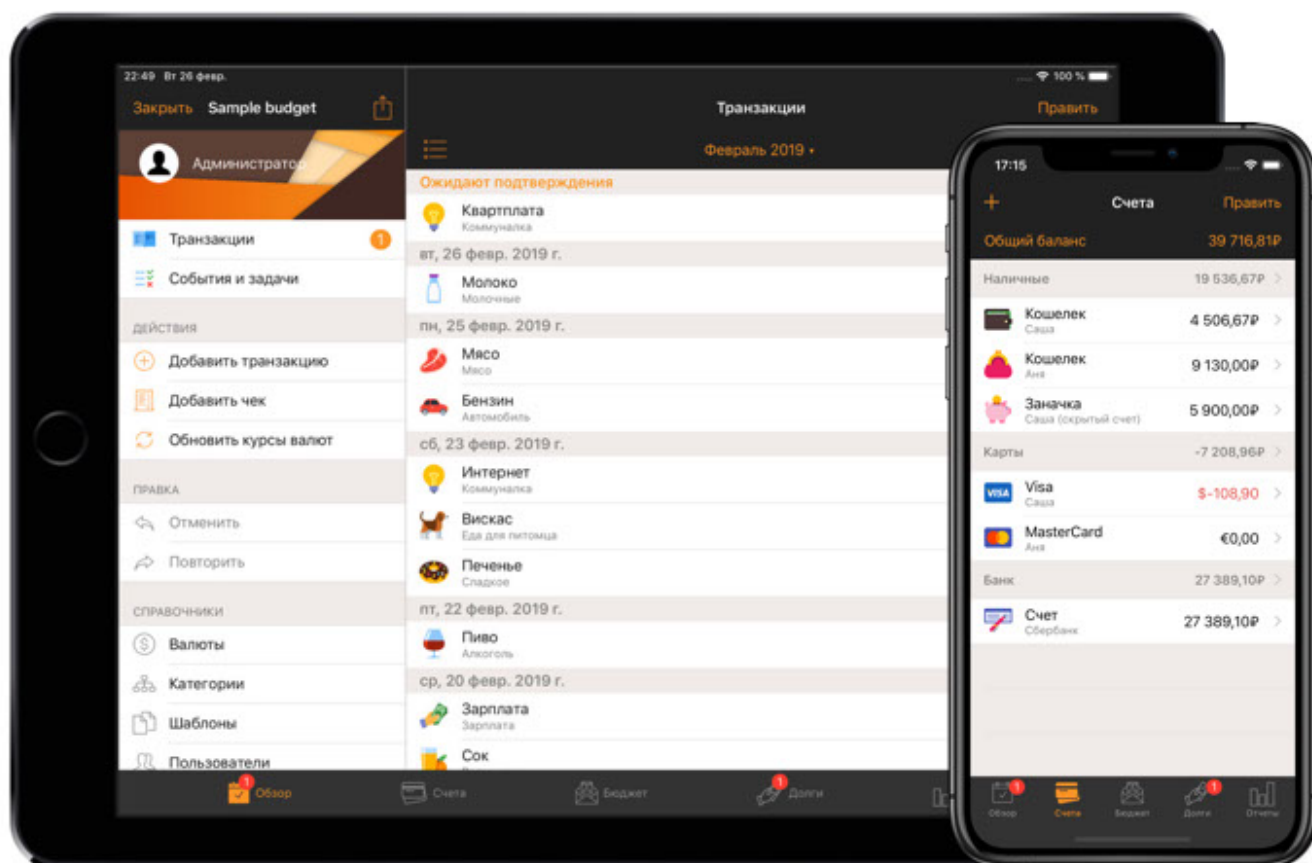 22:49 Вт 26 февр.
100 %
Закрыть
Sample budget
Администратор
Транзакции
1
События и задачи
ДЕЙСТВИЯ
Добавить транзакцию
Добавить чек
Обновить курсы валют
ПРАВКА
Отменить
Повторить
СПРАВОЧНИКИ
Валюты
Категории
Шаблоны
Пользователи
Транзакции
Править
Февраль 2019
Ожидают подтверждения
Квартплата
Коммуналка
вт, 26 февр. 2019 г.
Молоко
Молочные
пн, 25 февр. 2019 г.
Мясо
Мясо
Бензин
Автомобиль
сб, 23 февр. 2019 г.
Интернет
Коммуналка
Вискас
Еда для питомца
Печенье
Сладкое
пт, 22 февр. 2019 г.
Пиво
Алкоголь
ср, 20 февр. 2019 г.
Зарплата
Зарплата
Сок
1
Обзор
Счета
Бюджет
1
Долги
17:15
Счета
Править
Общий баланс 39 716,81₽
Наличные 19 536,67₽
Кошелек 4 506,67₽
Саша
Кошелек 9 130,00₽
Аня
Заначка 5 900,00₽
Саша (скрытый счет)
Карты -7 208,96₽
VISA
Visa $-108,90
Саша
MasterCard €0,00
Аня
Банк 27 389,10₽
Счет 27 389,10₽
Сбербанк
1
1
Обзор Счета Бюджет Долги Отчеты